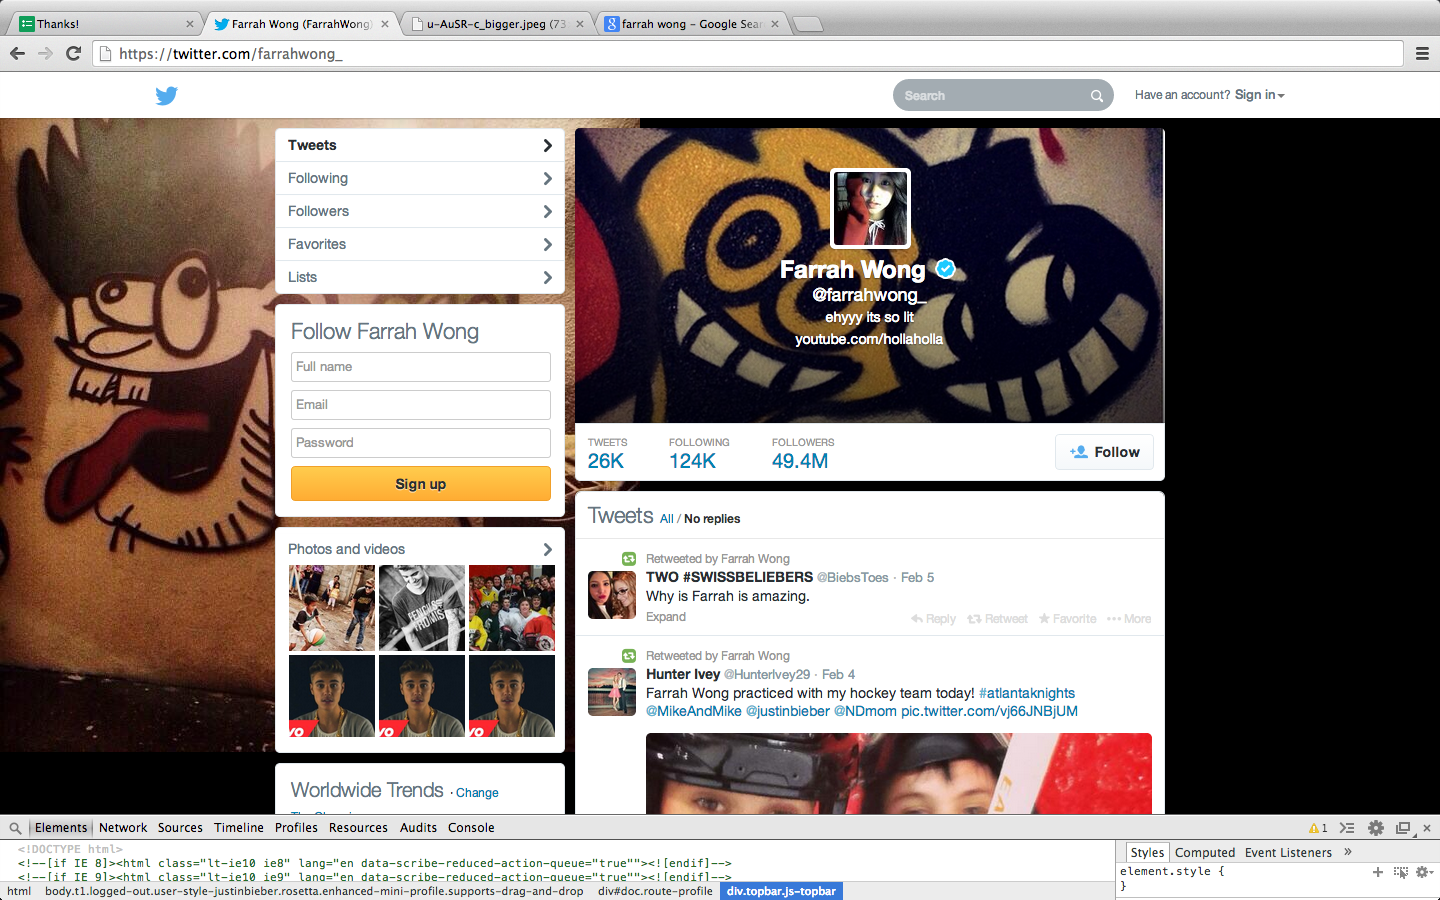 Thanks!
Farrah Wong (FarrahWong)
u-AuSR-c_bigger.jpeg (73
farrah wong – Google Sear
https://twitter.com/farrahwong_
Search
Have an account? Sign in
Tweets
Following
Followers
Favorites
Lists
Follow Farrah Wong
Full name
Email
Password
Sign up
Photos and videos
Worldwide Trends · Change
Farrah Wong
@farrahwong_
ehyyy its so lit
youtube.com/hollaholla
TWEETS
26K
FOLLOWING
124K
FOLLOWERS
49.4M
Follow
Tweets All / No replies
Retweeted by Farrah Wong
TWO #SWISSBELIEBERS @BiebsToes · Feb 5
Why is Farrah is amazing.
Expand
Reply Retweet Favorite More
Retweeted by Farrah Wong
Hunter Ivey @HunterIvey29 · Feb 4
Farrah Wong practiced with my hockey team today! #atlantaknights
@MikeAndMike @justinbieber @NDmom pic.twitter.com/vj66JNBjUM
Elements Network Sources Timeline Profiles Resources Audits Console
1
<!DOCTYPE html>
<!--[if IE 8]><html class="lt-ie10 ie8" lang="en data-scribe-reduced-action-queue="true""><![endif]-->
<!--[if IE 9]><html class="lt-ie10 ie9" lang="en data-scribe-reduced-action-queue="true""><![endif]-->
html body.t1.logged-out.user-style-justinbieber.rosetta.enhanced-mini-profile.supports-drag-and-drop div#doc.route-profile div.topbar.js-topbar
Styles Computed Event Listeners »
element.style {
}